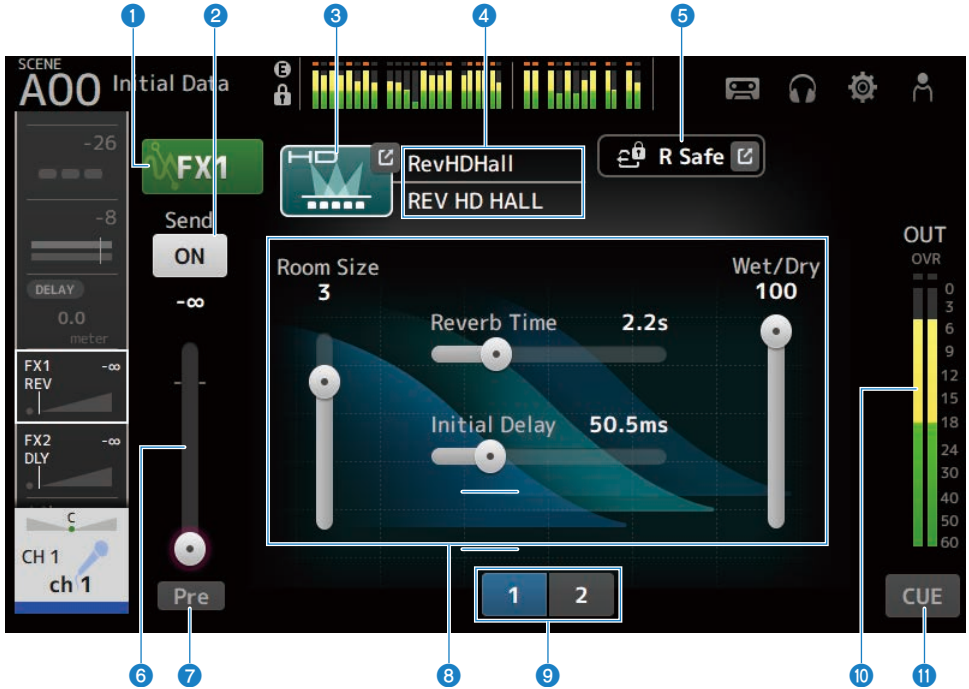 1
2
3
4
5
SCENE
A00 Initial Data
E
-26
-8
DELAY
0.0
meter
FX1 -∞
REV
FX2 -∞
DLY
C
CH 1
ch 1
FX1
Send
ON
-∞
Pre
HD
RevHDHall
REV HD HALL
R Safe
Room Size
3
Reverb Time 2.2s
Initial Delay 50.5ms
Wet/Dry
100
1 2
OUT
OVR
0
3
6
9
12
15
18
24
30
40
50
60
CUE
6
7
8
9
10
11